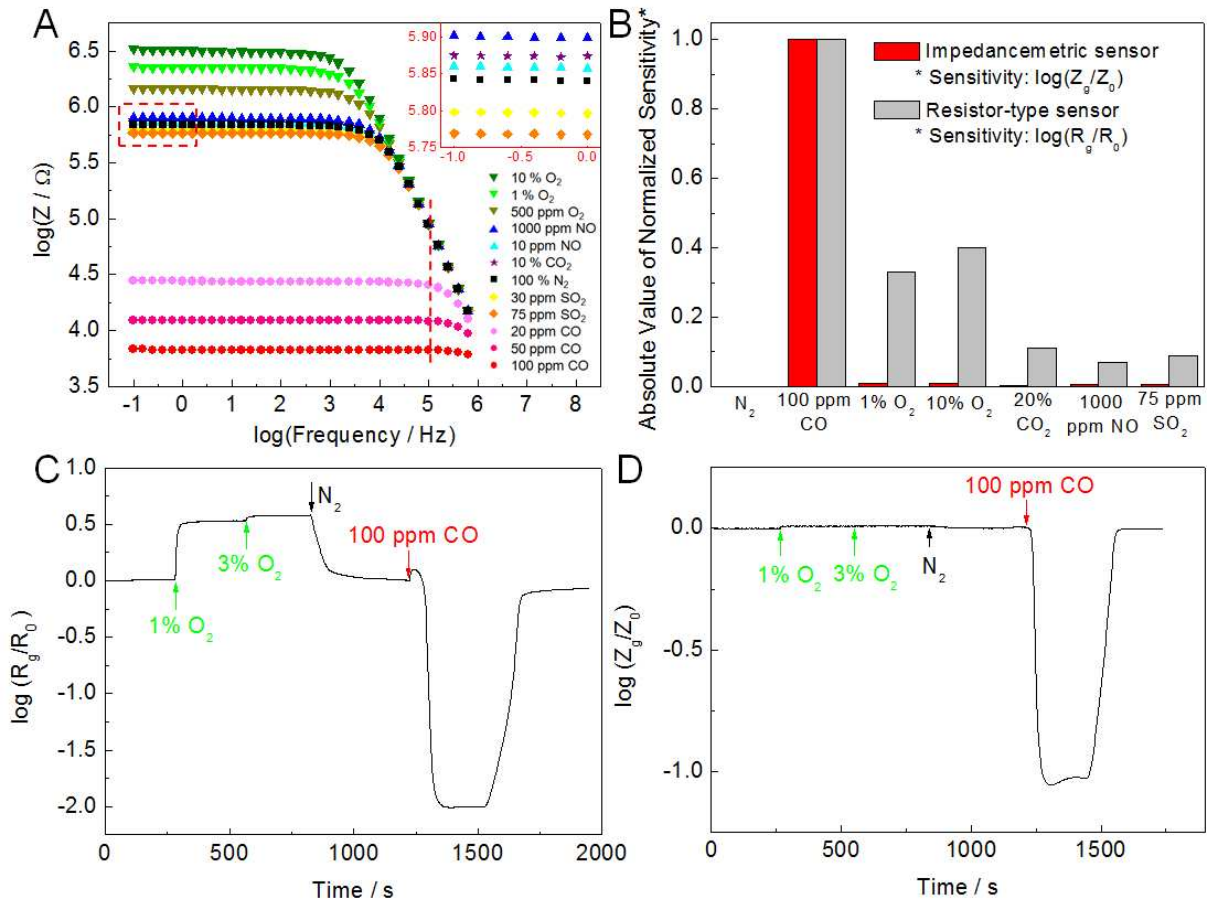 A
log(Z / Ω)
6.5
6.0
5.5
5.0
4.5
4.0
3.5
-1 0 1 2 3 4 5 6 7 8
log(Frequency / Hz)
5.90
5.85
5.80
5.75
-1.0 -0.5 0.0
10 % O₂
1 % O₂
500 ppm O₂
1000 ppm NO
10 ppm NO
10 % CO₂
100 % N₂
30 ppm SO₂
75 ppm SO₂
20 ppm CO
50 ppm CO
100 ppm CO
B
Absolute Value of Normalized Sensitivity*
1.0
0.8
0.6
0.4
0.2
0.0
Impedancemetric sensor
* Sensitivity: log(Z_g/Z_0)
Resistor-type sensor
* Sensitivity: log(R_g/R_0)
N₂
100 ppm
CO
1% O₂
10% O₂
20%
CO₂
1000
ppm NO
75 ppm
SO₂
C
log (R_g/R_0)
1.0
0.5
0.0
-0.5
-1.0
-1.5
-2.0
0 500 1000 1500 2000
Time / s
1% O₂
3% O₂
N₂
100 ppm CO
D
log (Z_g/Z_0)
0.0
-0.5
-1.0
0 500 1000 1500
Time / s
1% O₂
3% O₂
N₂
100 ppm CO